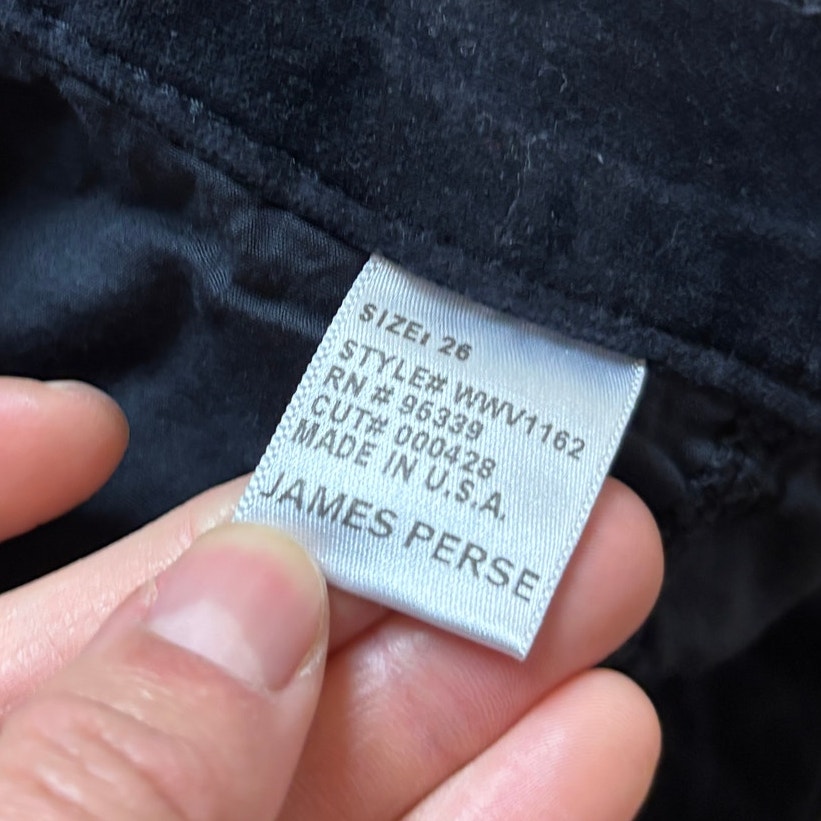 SIZE: 26
STYLE# WWV1162
RN # 96339
CUT# 000428
MADE IN U.S.A.
JAMES PERSE